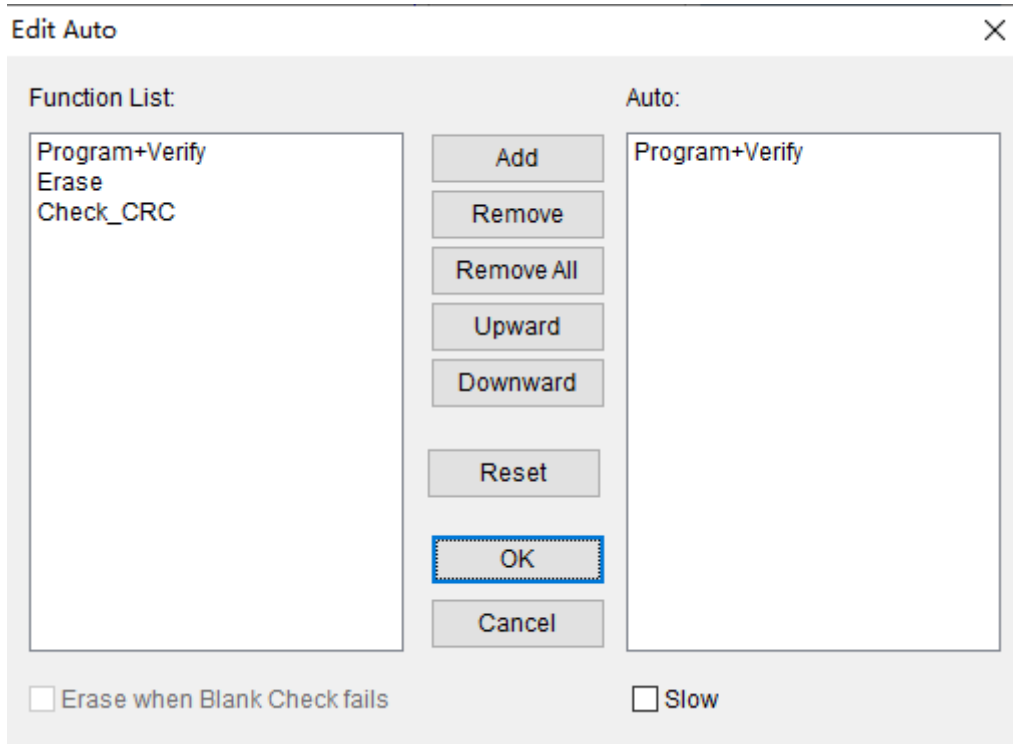 Edit Auto
Function List:
Auto:
Program+Verify
Erase
Check_CRC
Add
Remove
Remove All
Upward
Downward
Reset
OK
Cancel
Program+Verify
Erase when Blank Check fails
Slow